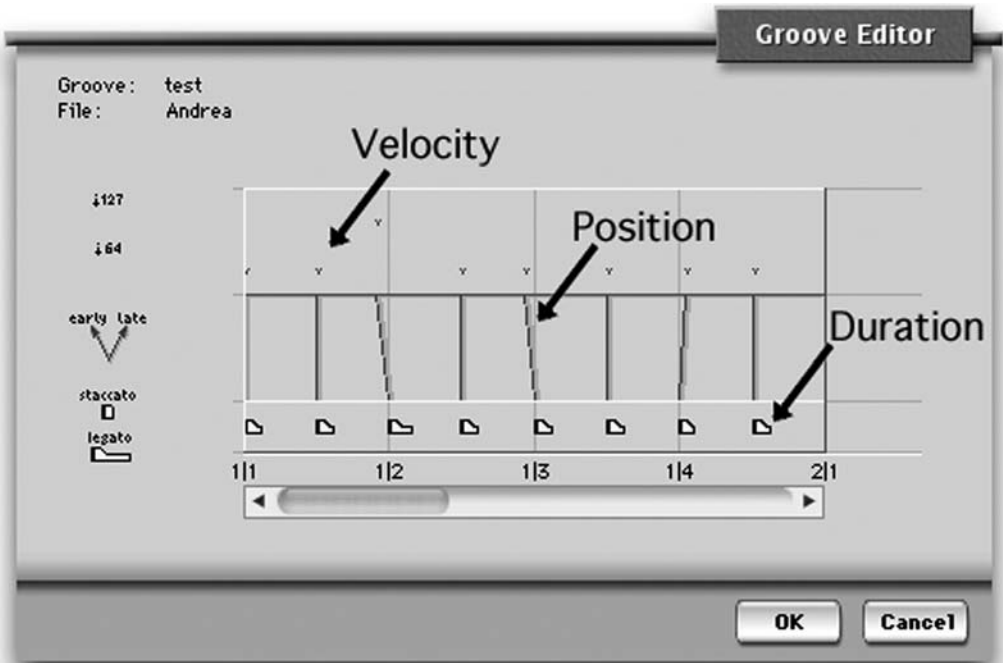 Groove Editor
Groove: test
File: Andrea
Velocity
↓127
↓64
Position
early late
Duration
staccato
legato
1|1 1|2 1|3 1|4 2|1
OK Cancel